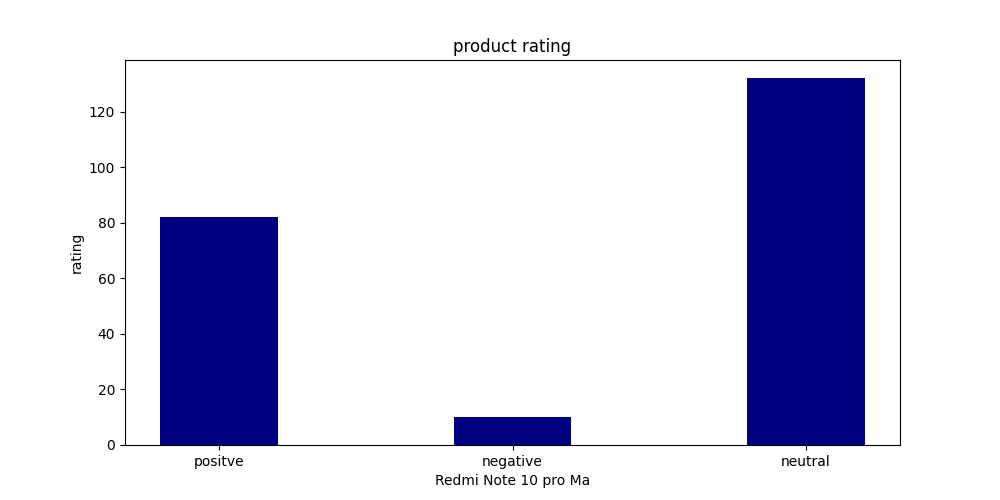 product rating
rating
120
100
80
60
40
20
0
positve
negative
neutral
Redmi Note 10 pro Ma